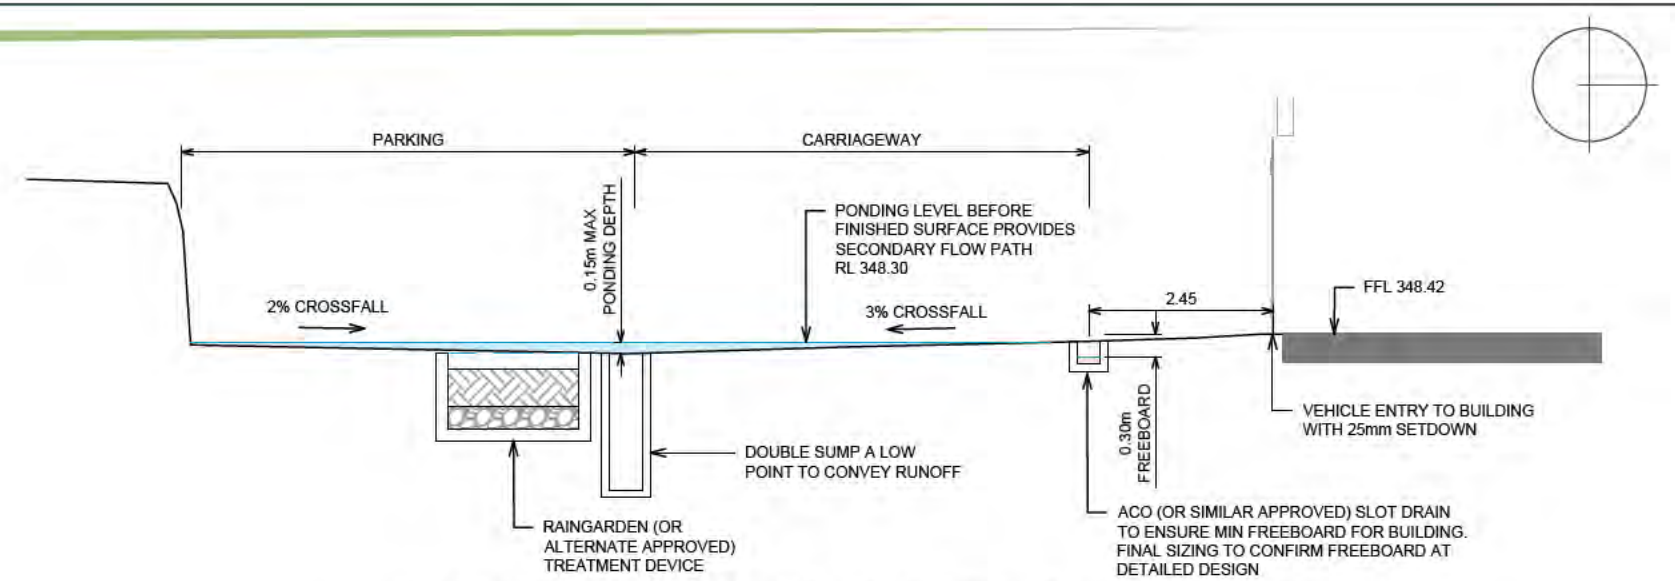 PARKING
CARRIAGEWAY
0.15m MAX
PONDING DEPTH
PONDING LEVEL BEFORE
FINISHED SURFACE PROVIDES
SECONDARY FLOW PATH
RL 348.30
2% CROSSFALL
3% CROSSFALL
2.45
FFL 348.42
0.30m
FREEBOARD
VEHICLE ENTRY TO BUILDING
WITH 25mm SETDOWN
DOUBLE SUMP A LOW
POINT TO CONVEY RUNOFF
RAINGARDEN (OR
ALTERNATE APPROVED)
TREATMENT DEVICE
ACO (OR SIMILAR APPROVED) SLOT DRAIN
TO ENSURE MIN FREEBOARD FOR BUILDING.
FINAL SIZING TO CONFIRM FREEBOARD AT
DETAILED DESIGN